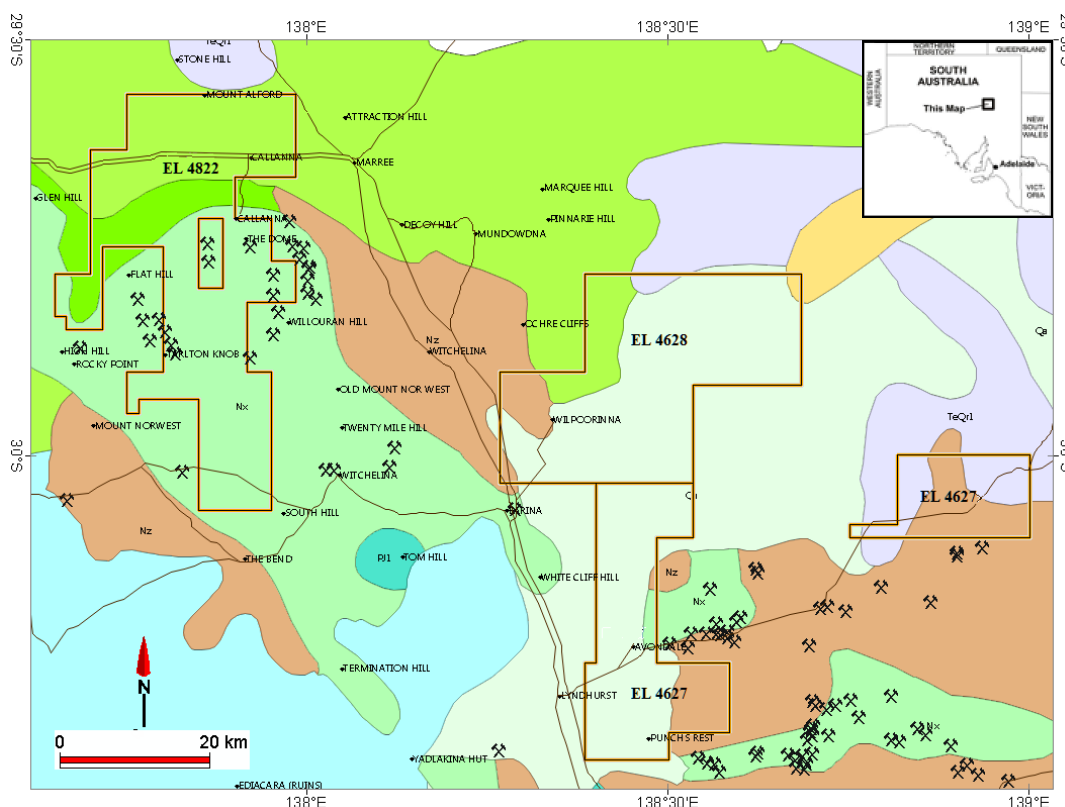 138°E
138°30'E
139°E
29°30'S
TeQr1
STONE HILL
MOUNT ALFORD
ATTRACTION HILL
NORTHERN
TERRITORY
QUEENSLAND
WESTERN
AUSTRALIA
SOUTH
AUSTRALIA
This Map
NEW
SOUTH
WALES
Adelaide
VICT-
ORIA
CALLANNA
MARREE
EL 4822
GLEN HILL
MARQUEE HILL
CALLANNA
DECOY HILL
PINNARIE HILL
MUNDOWDNA
THE DOME
FLAT HILL
WILLOURAN HILL
OCHRE CLIFFS
EL 4628
Nz
WITCHELINA
HIGH HILL
TARLTON KNOB
ROCKY POINT
OLD MOUNT NOR WEST
Nx
MOUNT NORWEST
TWENTY MILE HILL
WILPOORINNA
TeQr1
30°S
30°S
WITCHELINA
EL 4627
SOUTH HILL
FARINA
Nz
THE BEND
PJ1
TOM HILL
WHITE CLIFF HILL
Nz
Nx
AVONDALE
TERMINATION HILL
LYNDHURST
EL 4627
N
PUNCH'S REST
Nx
0
20 km
YADLAKINA HUT
EDIACARA (RUINS)
138°E
138°30'E
139°E